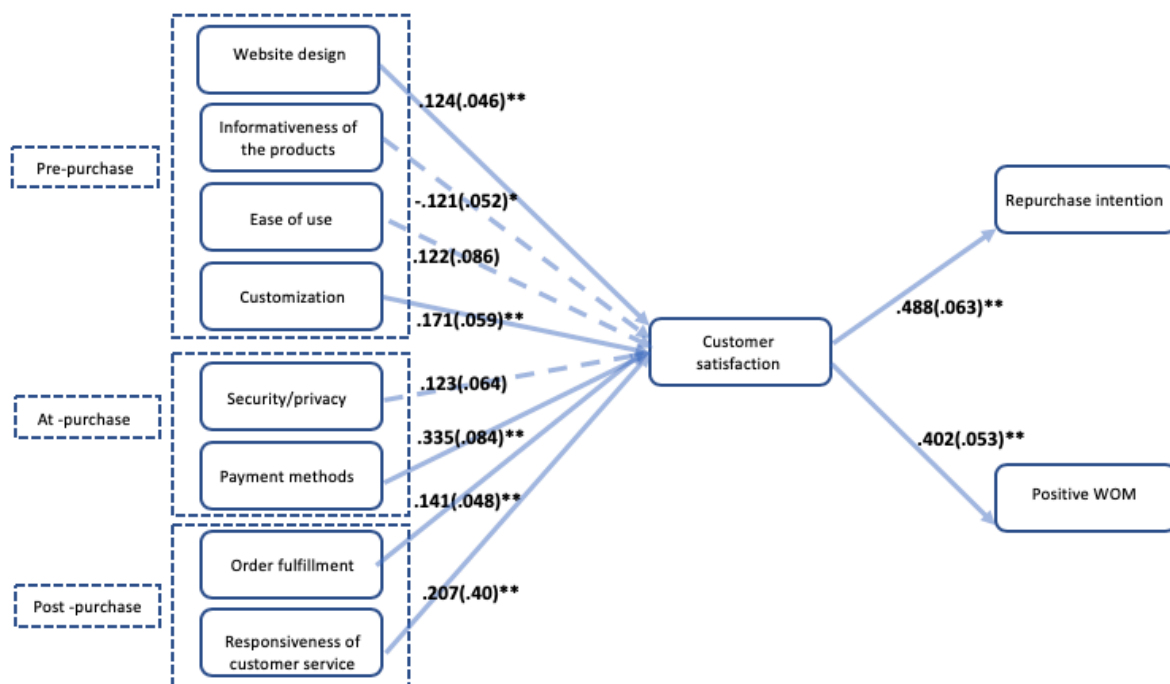 Website design
.124(.046)**
Informativeness of
the products
Pre-purchase
-.121(.052)*
Ease of use
.122(.086)
Customization
.171(.059)**
Repurchase intention
.488(.063)**
Customer
satisfaction
Security/privacy
.123(.064)
At -purchase
.335(.084)**
Payment methods
.141(.048)**
.402(.053)**
Positive WOM
Order fulfillment
.207(.40)**
Post -purchase
Responsiveness of
customer service